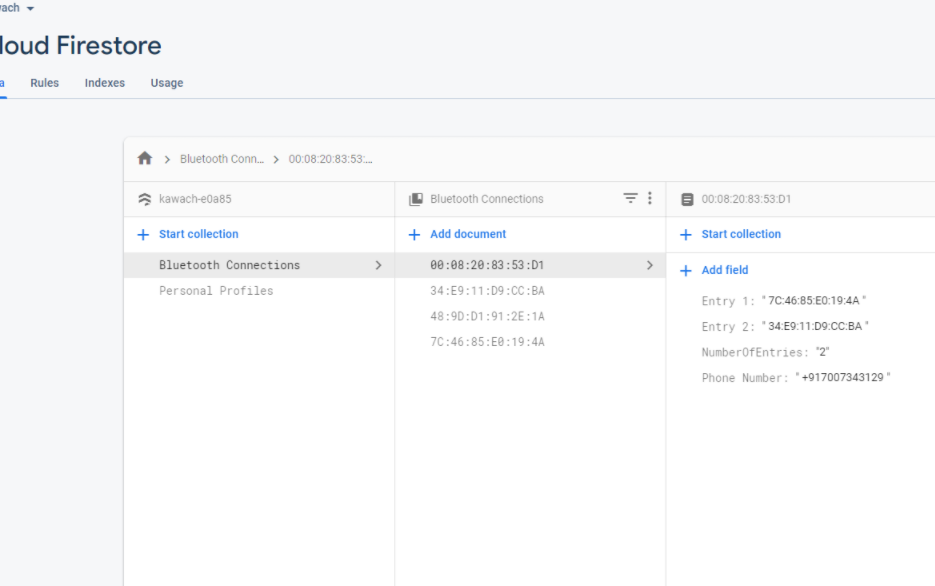 wach
loud Firestore
a Rules Indexes Usage
Bluetooth Conn... > 00:08:20:83:53:...
kawach-e0a85
Bluetooth Connections
00:08:20:83:53:D1
+ Start collection
+ Add document
+ Start collection
Bluetooth Connections
Personal Profiles
00:08:20:83:53:D1
34:E9:11:D9:CC:BA
48:9D:D1:91:2E:1A
7C:46:85:E0:19:4A
+ Add field
Entry 1: "7C:46:85:E0:19:4A"
Entry 2: "34:E9:11:D9:CC:BA"
NumberOfEntries: "2"
Phone Number: "+917007343129"